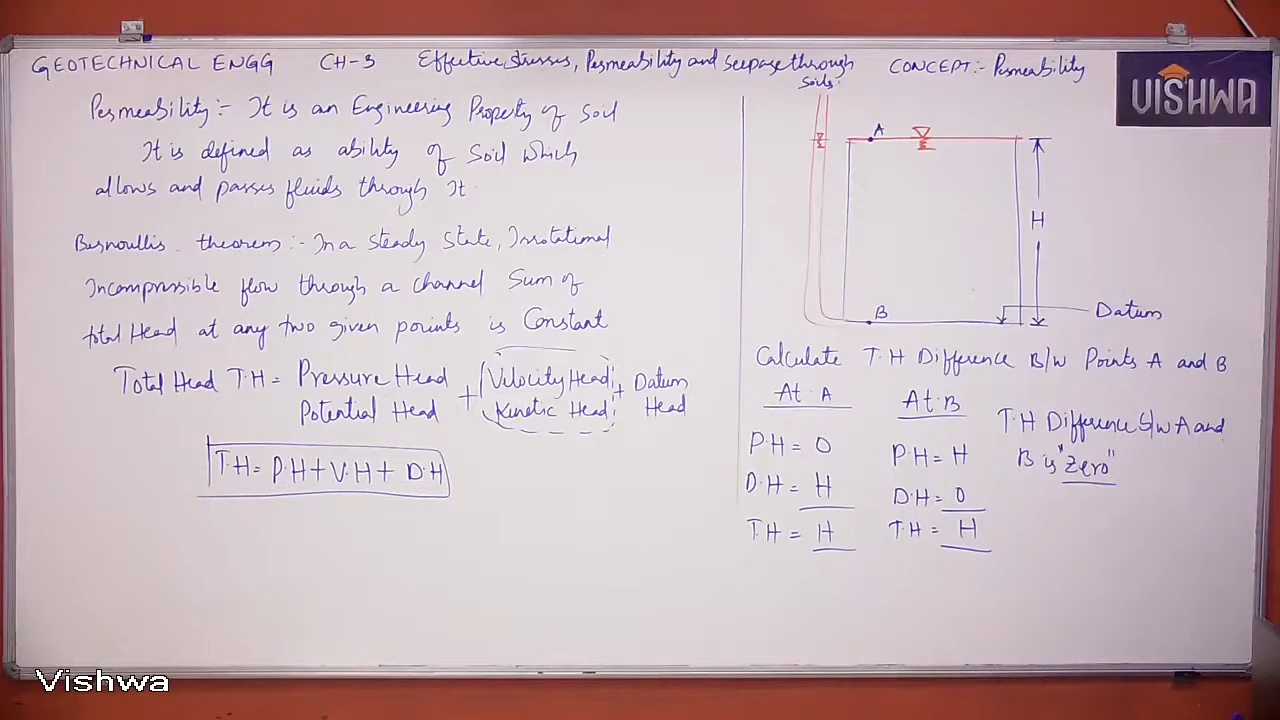 GEOTECHNICAL ENGG CH-3 Effective stresses, Permeability and seepage through soils. CONCEPT:- Permeability
VISHWA
Permeability:- It is an Engineering Property of Soil
It is defined as ability of Soil which
allows and passes fluids through It
Bernoullis theorem:- In a Steady State, Irrotational
Incompressible flow through a channel Sum of
total Head at any two given points is Constant
Total Head T.H = Pressure Head + Velocity Head + Datum Head
Potential Head Kinetic Head
T.H = P.H + V.H + D.H
A
H
B
Datum
Calculate T.H Difference B/W Points A and B
At A
P.H = 0
D.H = H
T.H = H
At B
P.H = H
D.H = 0
T.H = H
T.H Difference b/w A and
B is "Zero"
Vishwa